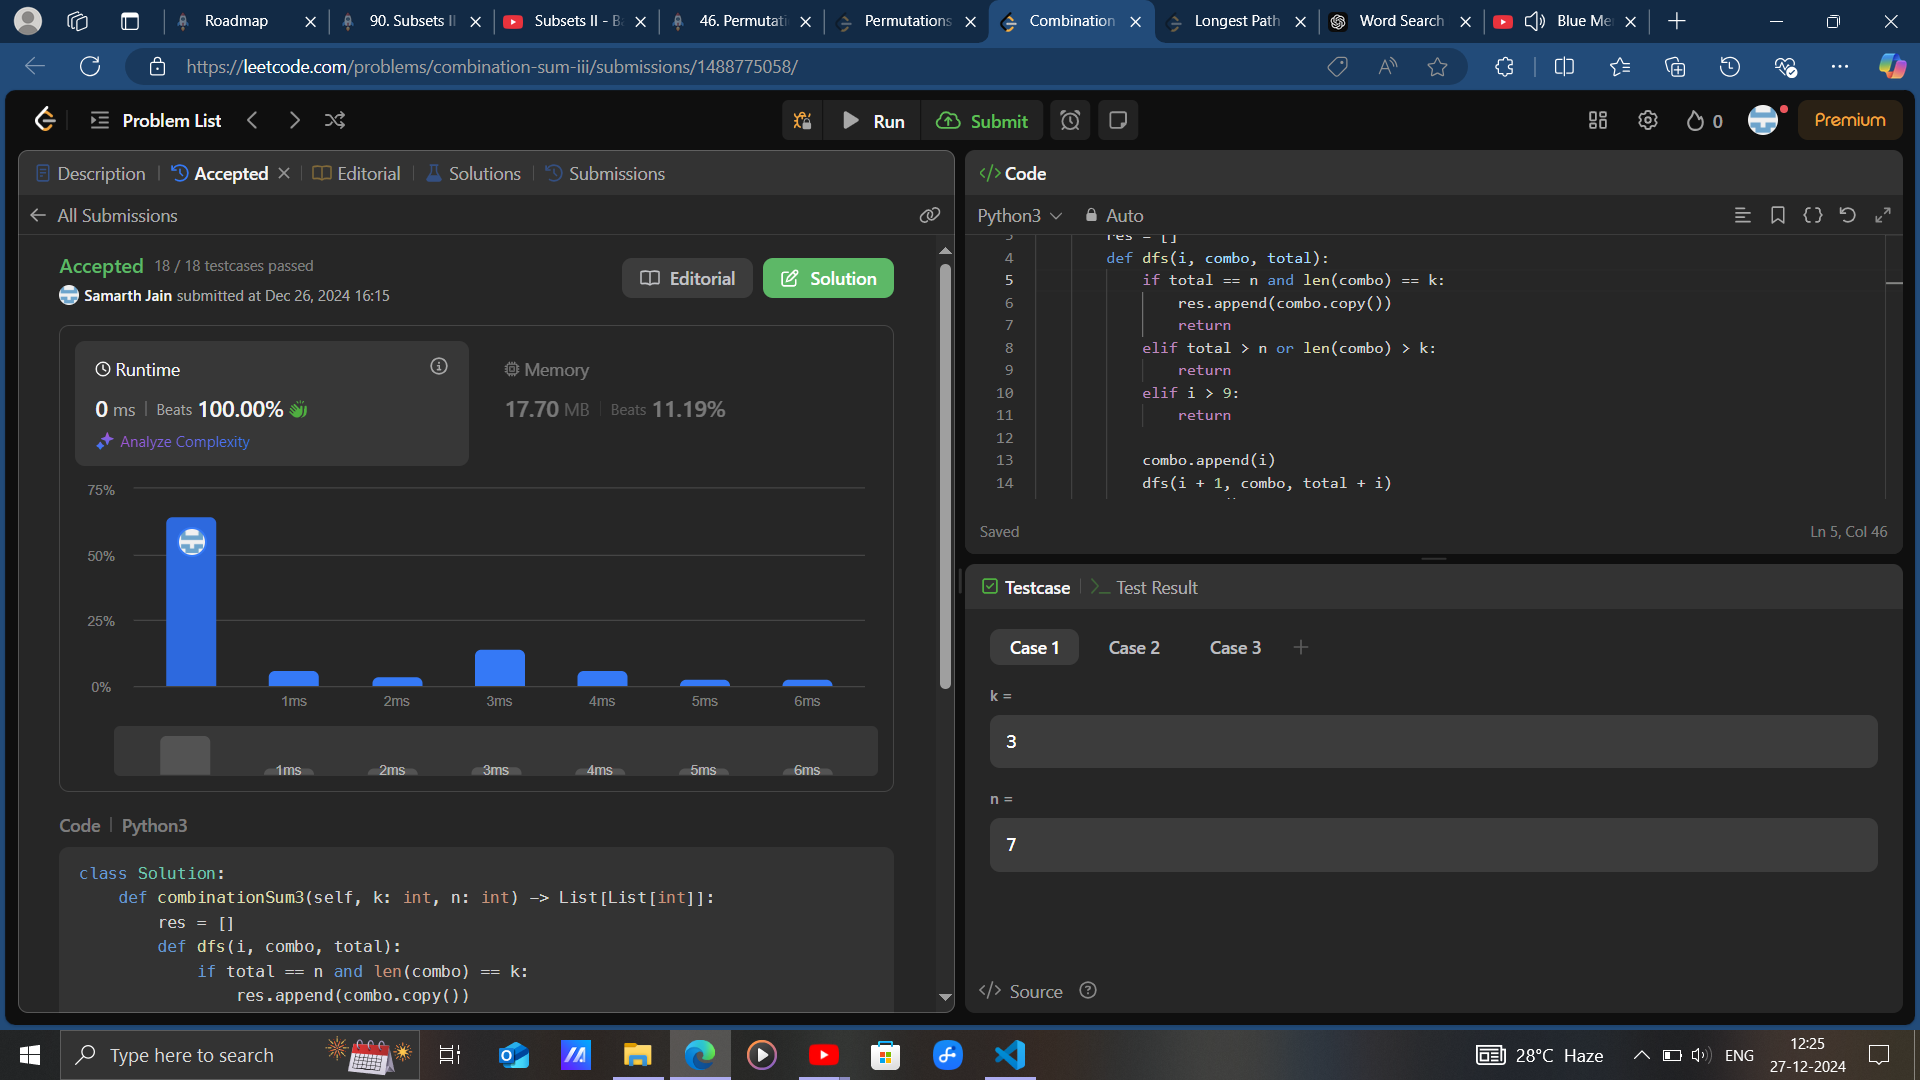 Roadmap
90. Subsets II
Subsets II - Ba
46. Permutati
Permutations
Combination
Longest Path
Word Search
Blue Me
https://leetcode.com/problems/combination-sum-iii/submissions/1488775058/
Problem List
Run
Submit
0
Premium
Description
Accepted
Editorial
Solutions
Submissions
All Submissions
Accepted 18 / 18 testcases passed
Samarth Jain submitted at Dec 26, 2024 16:15
Editorial
Solution
Runtime
0 ms | Beats 100.00%
Analyze Complexity
Memory
17.70 MB | Beats 11.19%
75%
50%
25%
0%
1ms 2ms 3ms 4ms 5ms 6ms
1ms 2ms 3ms 4ms 5ms 6ms
Code | Python3
class Solution:
    def combinationSum3(self, k: int, n: int) -> List[List[int]]:
        res = []
        def dfs(i, combo, total):
            if total == n and len(combo) == k:
                res.append(combo.copy())
</> Code
Python3
Auto
3 res = []
4 def dfs(i, combo, total):
5 if total == n and len(combo) == k:
6 res.append(combo.copy())
7 return
8 elif total > n or len(combo) > k:
9 return
10 elif i > 9:
11 return
12
13 combo.append(i)
14 dfs(i + 1, combo, total + i)
Saved
Ln 5, Col 46
Testcase
>_ Test Result
Case 1
Case 2
Case 3
+
k =
3
n =
7
</> Source
Type here to search
28°C Haze
ENG
12:25
27-12-2024